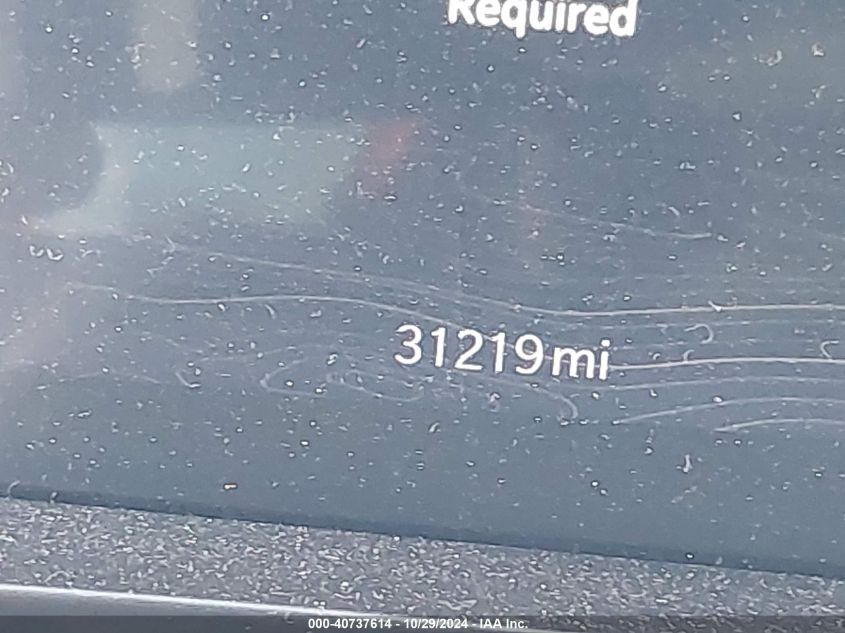 Required
31219mi
000-40737614 - 10/29/2024 - IAA Inc.